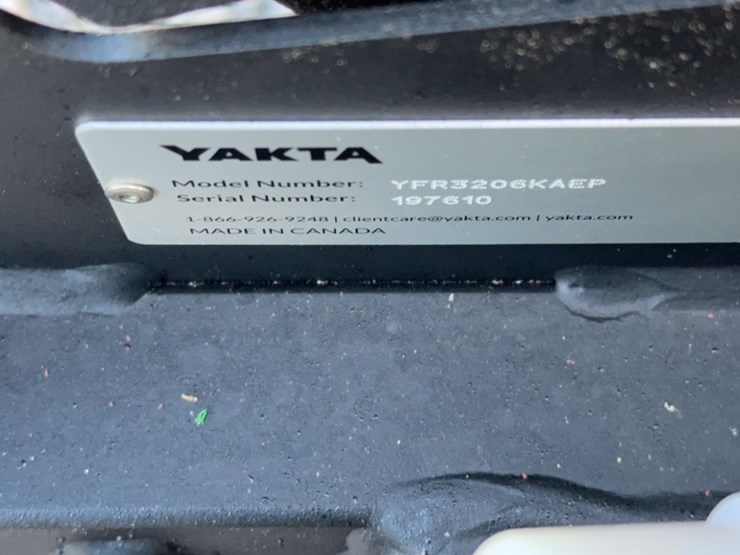 YAKTA
Model Number: YFR3206KAEP
Serial Number: 197610
1-866-926-9248 | clientcare@yakta.com | yakta.com
MADE IN CANADA